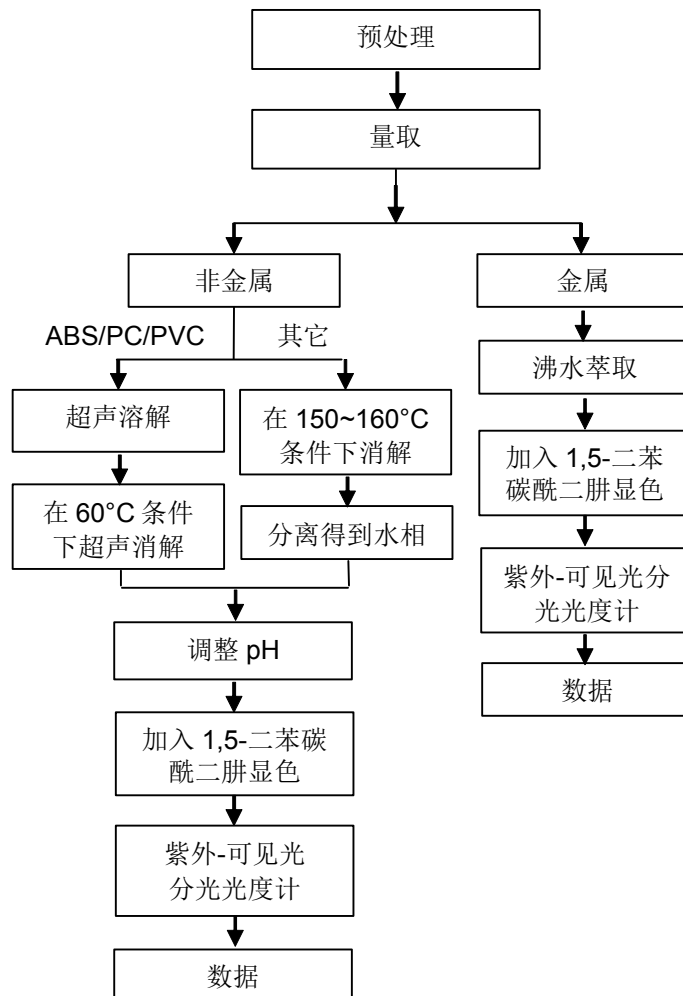 预处理
量取
非金属
金属
ABS/PC/PVC
其它
沸水萃取
超声溶解
在 150~160°C
条件下消解
加入 1,5-二苯
碳酰二肼显色
在 60°C 条件
下超声消解
分离得到水相
紫外-可见光分
光光度计
调整 pH
数据
加入 1,5-二苯碳
酰二肼显色
紫外-可见光
分光光度计
数据